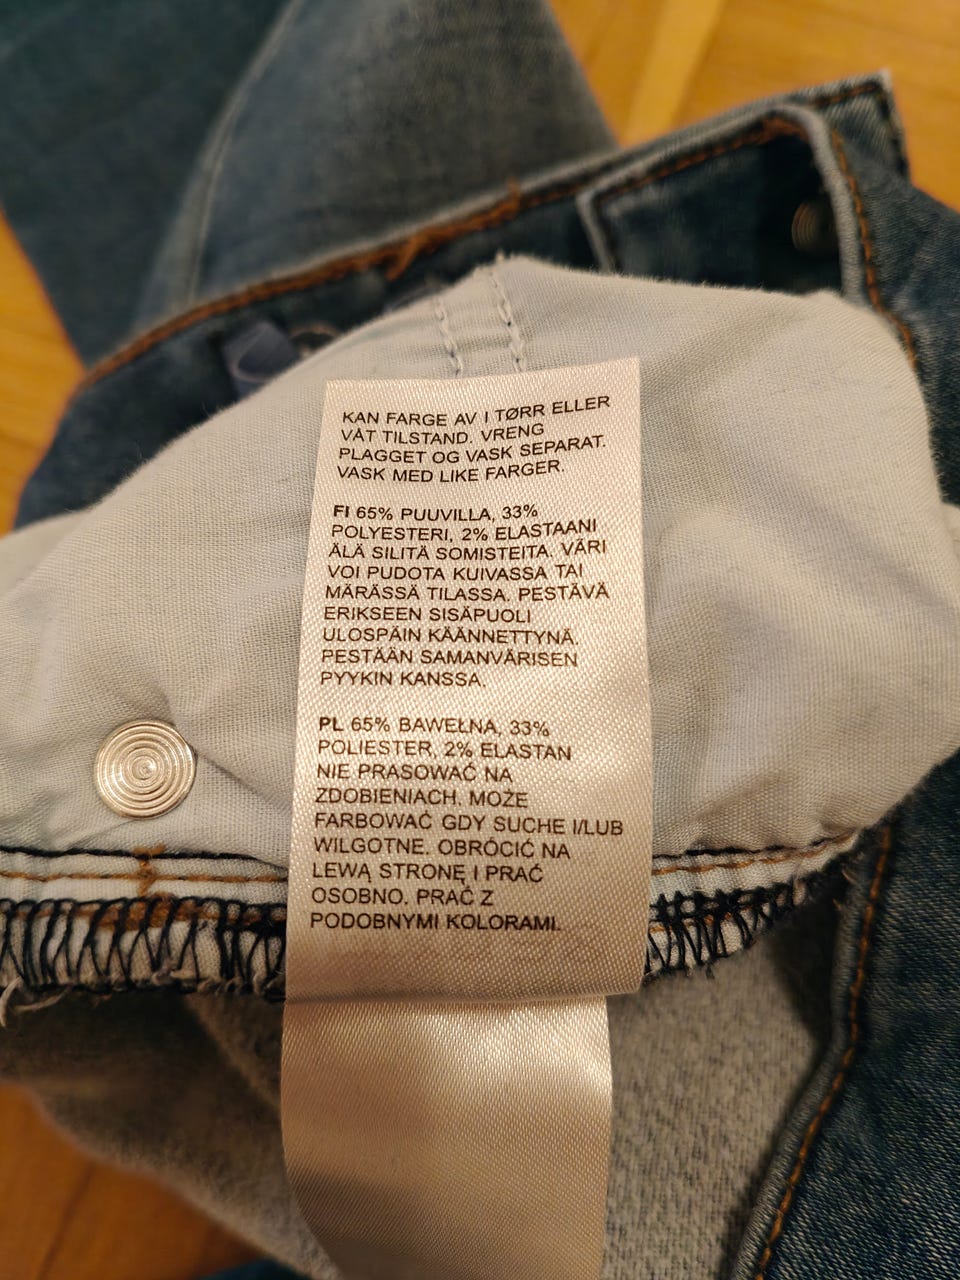 KAN FARGE AV I TØRR ELLER
VÅT TILSTAND. VRENG
PLAGGET OG VASK SEPARAT.
VASK MED LIKE FARGER.
FI 65% PUUVILLA, 33%
POLYESTERI, 2% ELASTAANI
ÄLÄ SILITÄ SOMISTEITA. VÄRI
VOI PUDOTA KUIVASSA TAI
MÄRÄSSÄ TILASSA. PESTÄVÄ
ERIKSEEN SISÄPUOLI
ULOSPÄIN KÄÄNNETTYNÄ.
PESTÄÄN SAMANVÄRISEN
PYYKIN KANSSA.
PL 65% BAWEŁNA, 33%
POLIESTER, 2% ELASTAN
NIE PRASOWAĆ NA
ZDOBIENIACH. MOŻE
FARBOWAĆ GDY SUCHE I/LUB
WILGOTNE. OBRÓCIĆ NA
LEWĄ STRONĘ I PRAĆ
OSOBNO. PRAĆ Z
PODOBNYMI KOLORAMI.